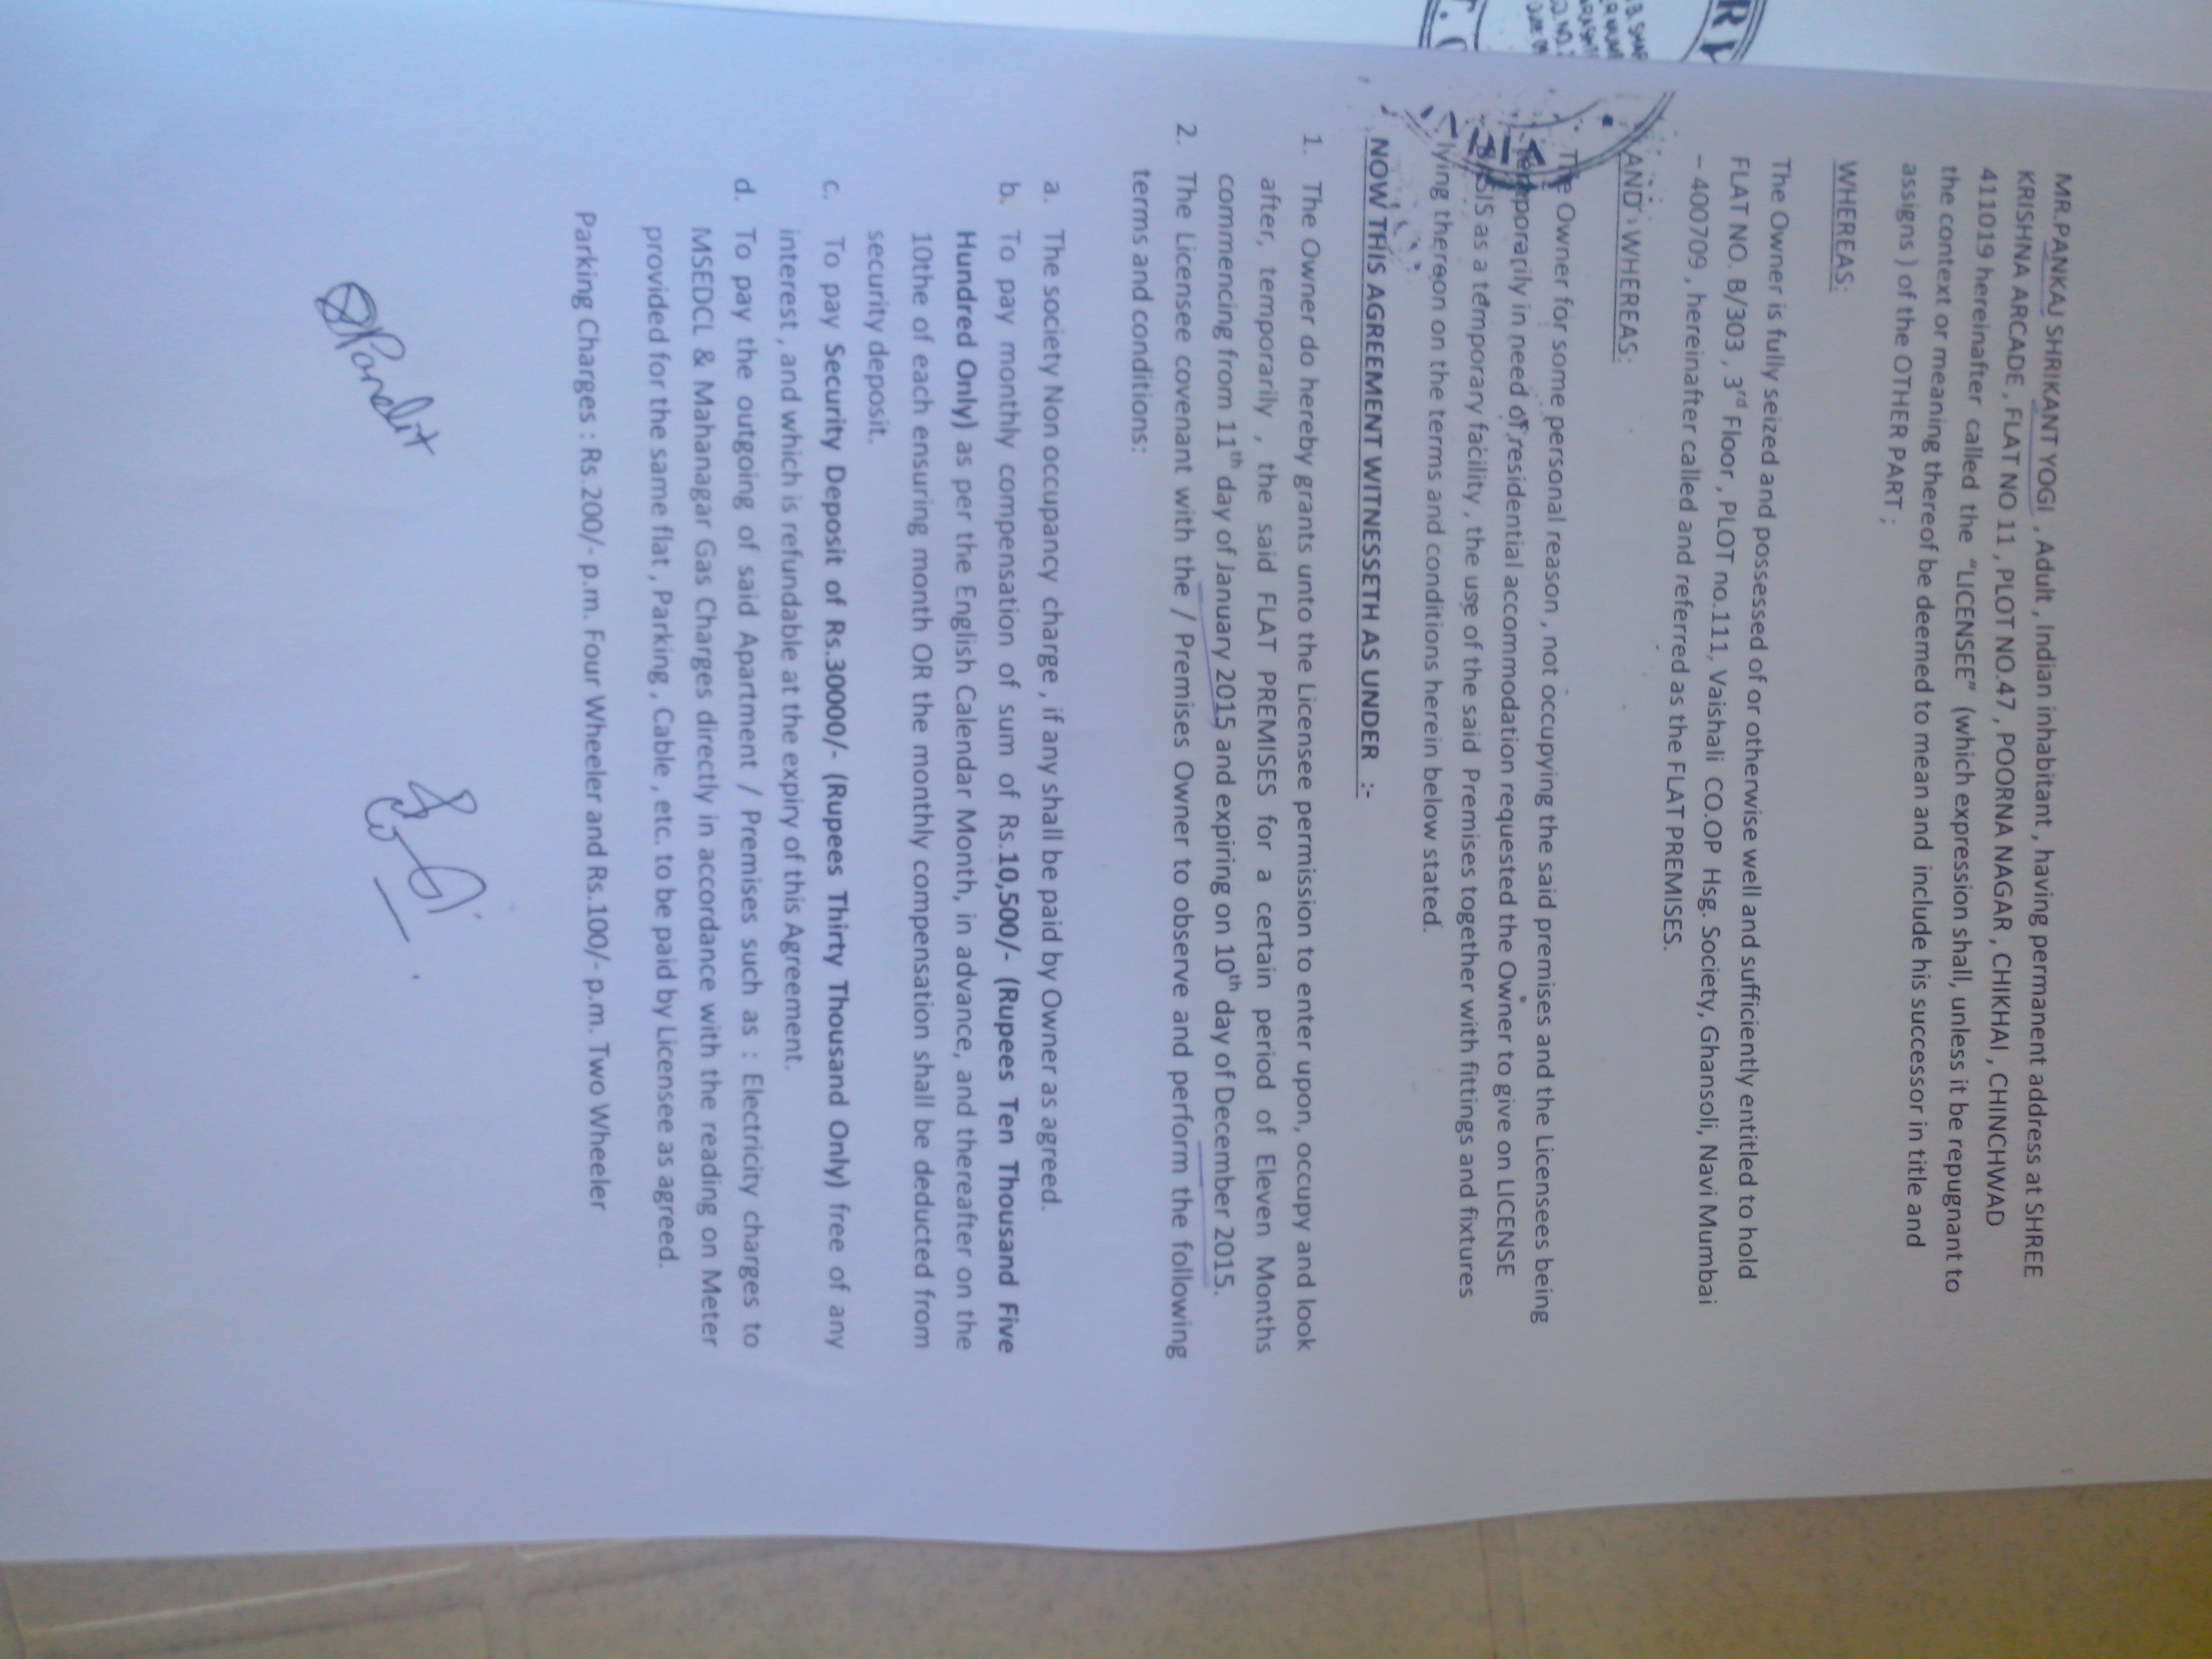 MR.PANKAJ SHRIKANT YOGI , Adult , Indian inhabitant , having permanent address at SHREE
KRISHNA ARCADE , FLAT NO 11 , PLOT NO.47 , POORNA NAGAR , CHIKHAI , CHINCHWAD
411019 hereinafter called the "LICENSEE" (which expression shall, unless it be repugnant to
the context or meaning thereof be deemed to mean and include his successor in title and
assigns ) of the OTHER PART ;
WHEREAS:
The Owner is fully seized and possessed of or otherwise well and sufficiently entitled to hold
FLAT NO. B/303 , 3rd Floor , PLOT no.111, Vaishali CO.OP Hsg. Society, Ghansoli, Navi Mumbai
– 400709 , hereinafter called and referred as the FLAT PREMISES.
AND WHEREAS:
The Owner for some personal reason , not occupying the said premises and the Licensees being
temporarily in need of residential accommodation requested the Owner to give on LICENSE
BASIS as a temporary facility , the use of the said Premises together with fittings and fixtures
lying thereon on the terms and conditions herein below stated.
NOW THIS AGREEMENT WITNESSETH AS UNDER :-
1. The Owner do hereby grants unto the Licensee permission to enter upon, occupy and look
after, temporarily , the said FLAT PREMISES for a certain period of Eleven Months
commencing from 11th day of January 2015 and expiring on 10th day of December 2015.
2. The Licensee covenant with the / Premises Owner to observe and perform the following
terms and conditions:
a. The society Non occupancy charge , if any shall be paid by Owner as agreed.
b. To pay monthly compensation of sum of Rs.10,500/- (Rupees Ten Thousand Five
Hundred Only) as per the English Calendar Month, in advance, and thereafter on the
10the of each ensuring month OR the monthly compensation shall be deducted from
security deposit.
c. To pay Security Deposit of Rs.30000/- (Rupees Thirty Thousand Only) free of any
interest , and which is refundable at the expiry of this Agreement.
d. To pay the outgoing of said Apartment / Premises such as : Electricity charges to
MSEDCL & Mahanagar Gas Charges directly in accordance with the reading on Meter
provided for the same flat , Parking , Cable , etc. to be paid by Licensee as agreed.
Parking Charges : Rs.200/- p.m. Four Wheeler and Rs.100/- p.m. Two Wheeler